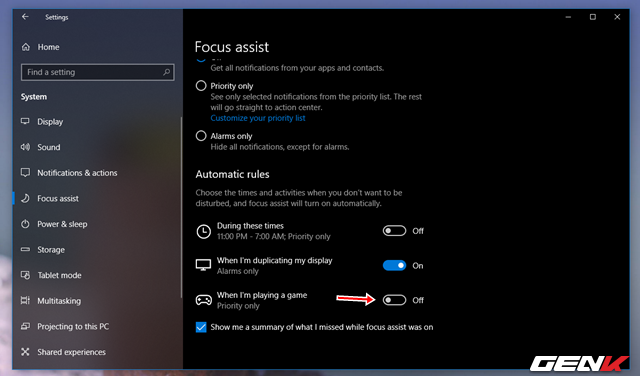 Settings
Home
Find a setting
System
Display
Sound
Notifications & actions
Focus assist
Power & sleep
Storage
Tablet mode
Multitasking
Projecting to this PC
Shared experiences
Focus assist
Get all notifications from your apps and contacts.
Priority only
See only selected notifications from the priority list. The rest
will go straight to action center.
Customize your priority list
Alarms only
Hide all notifications, except for alarms.
Automatic rules
Choose the times and activities when you don't want to be
disturbed, and focus assist will turn on automatically.
During these times
11:00 PM - 7:00 AM; Priority only
Off
When I'm duplicating my display
Alarms only
On
When I'm playing a game
Priority only
Off
Show me a summary of what I missed while focus assist was on
GENK